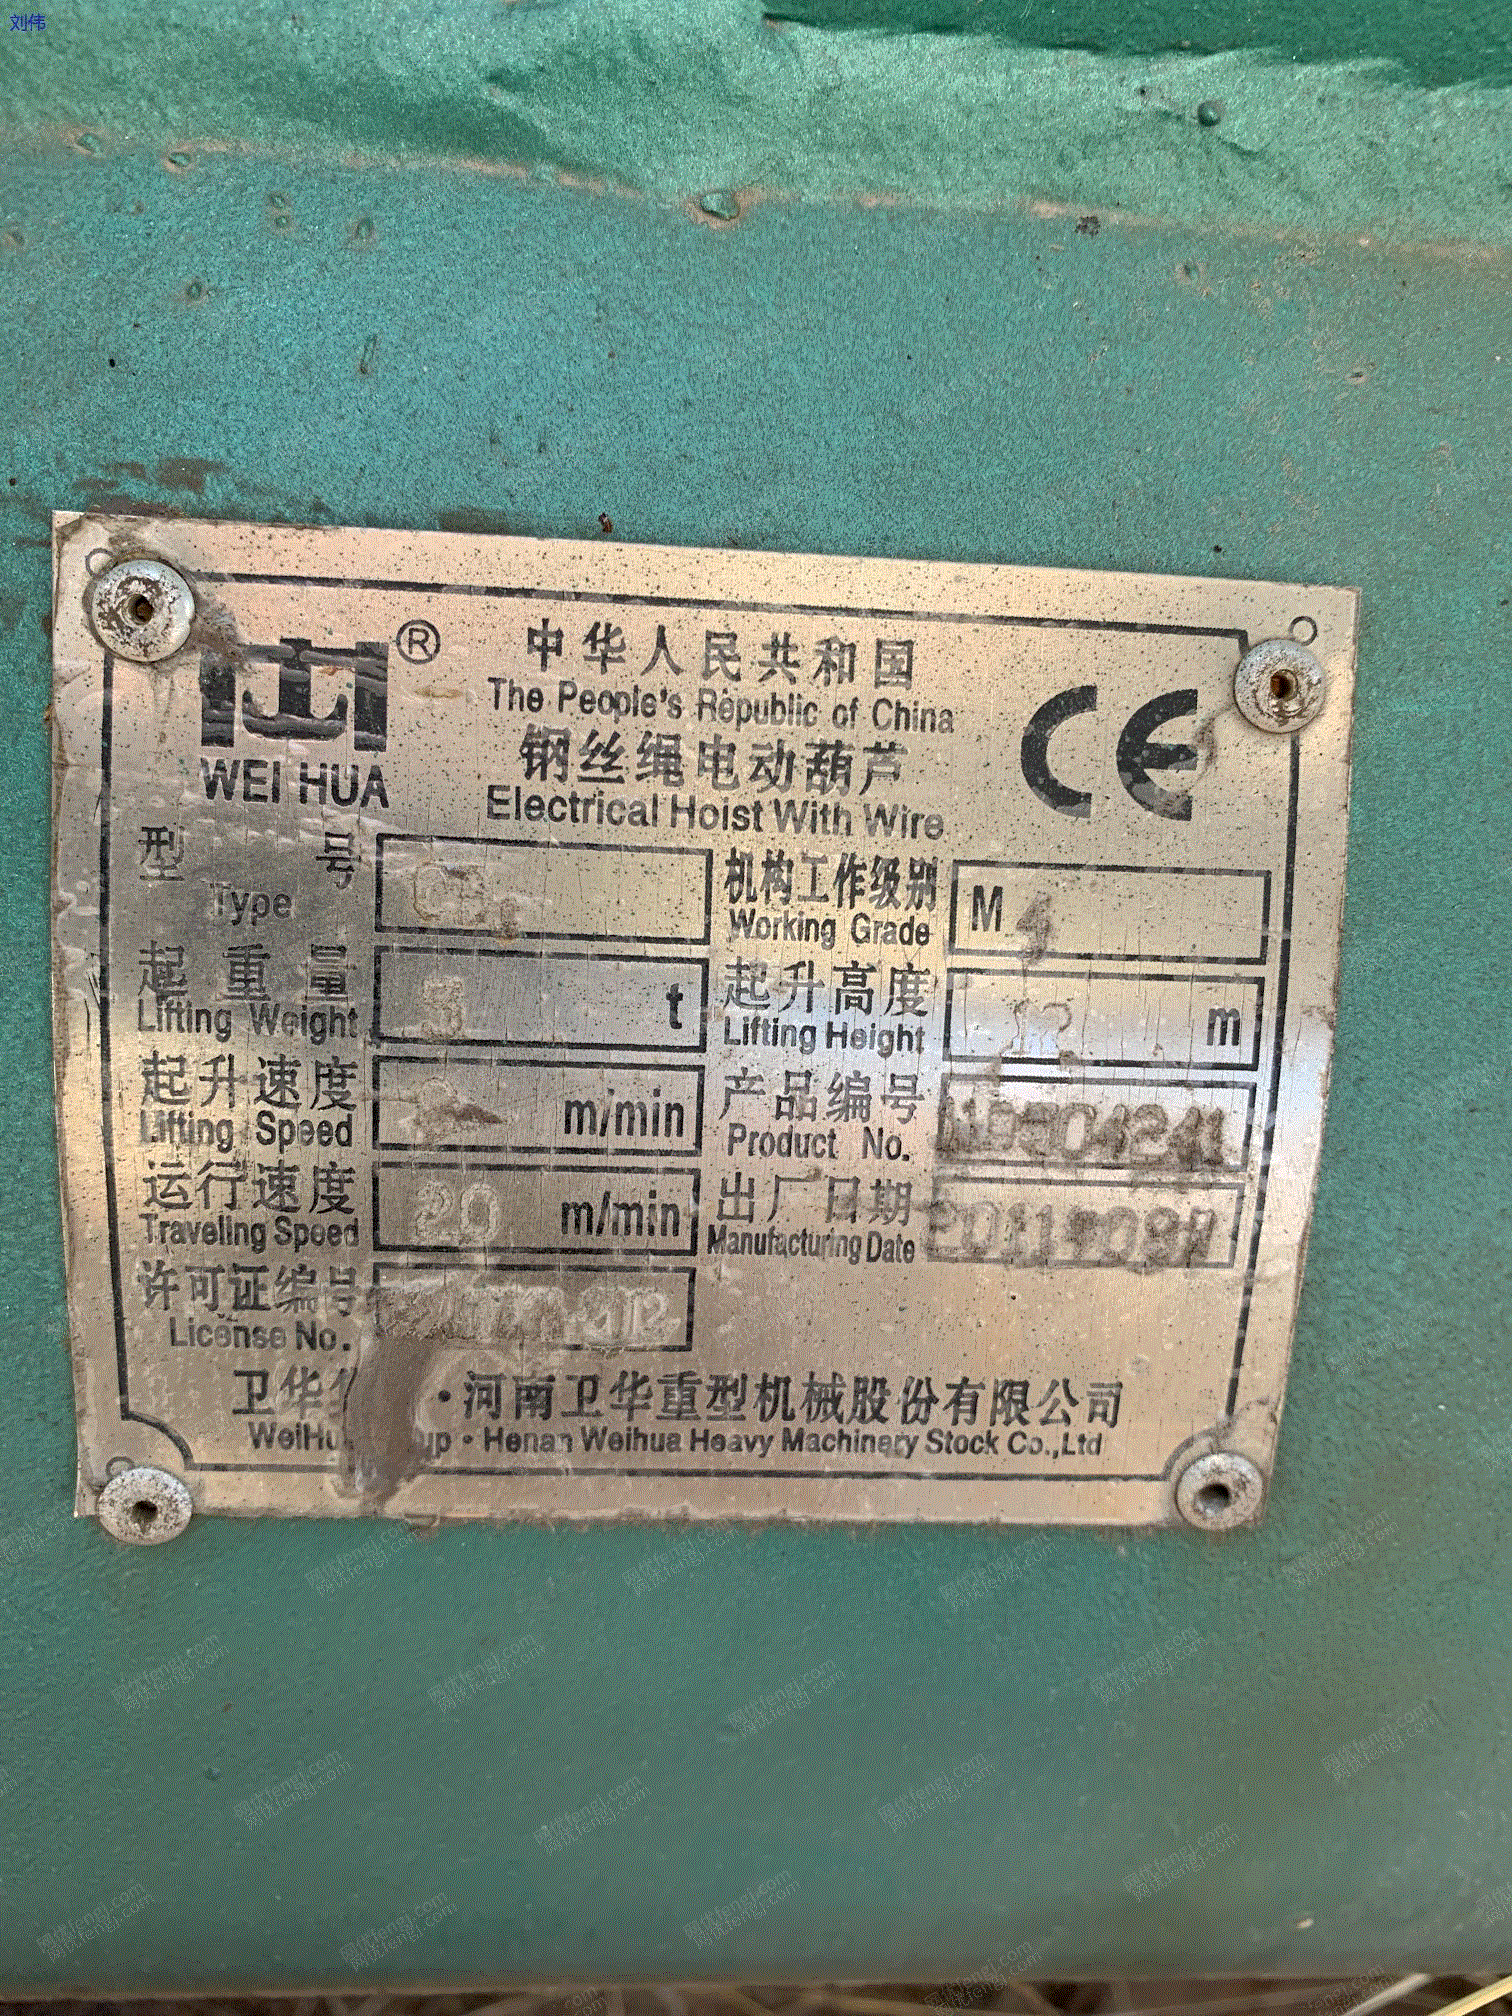 刘伟
®
中华人民共和国
The People's Republic of China
WEI HUA
钢丝绳电动葫芦
Electrical Hoist With Wire
CE
型 号
Type
机构工作级别 M 4
Working Grade
起重量 t
Lifting Weight
起升高度 m
Lifting Height
起升速度 m/min
Lifting Speed
产品编号
Product No.
运行速度 20 m/min
Traveling Speed
出厂日期
Manufacturing Date
许可证编号
License No.
卫华 · 河南卫华重型机械股份有限公司
· Henan Weihua Heavy Machinery Stock Co.,Ltd